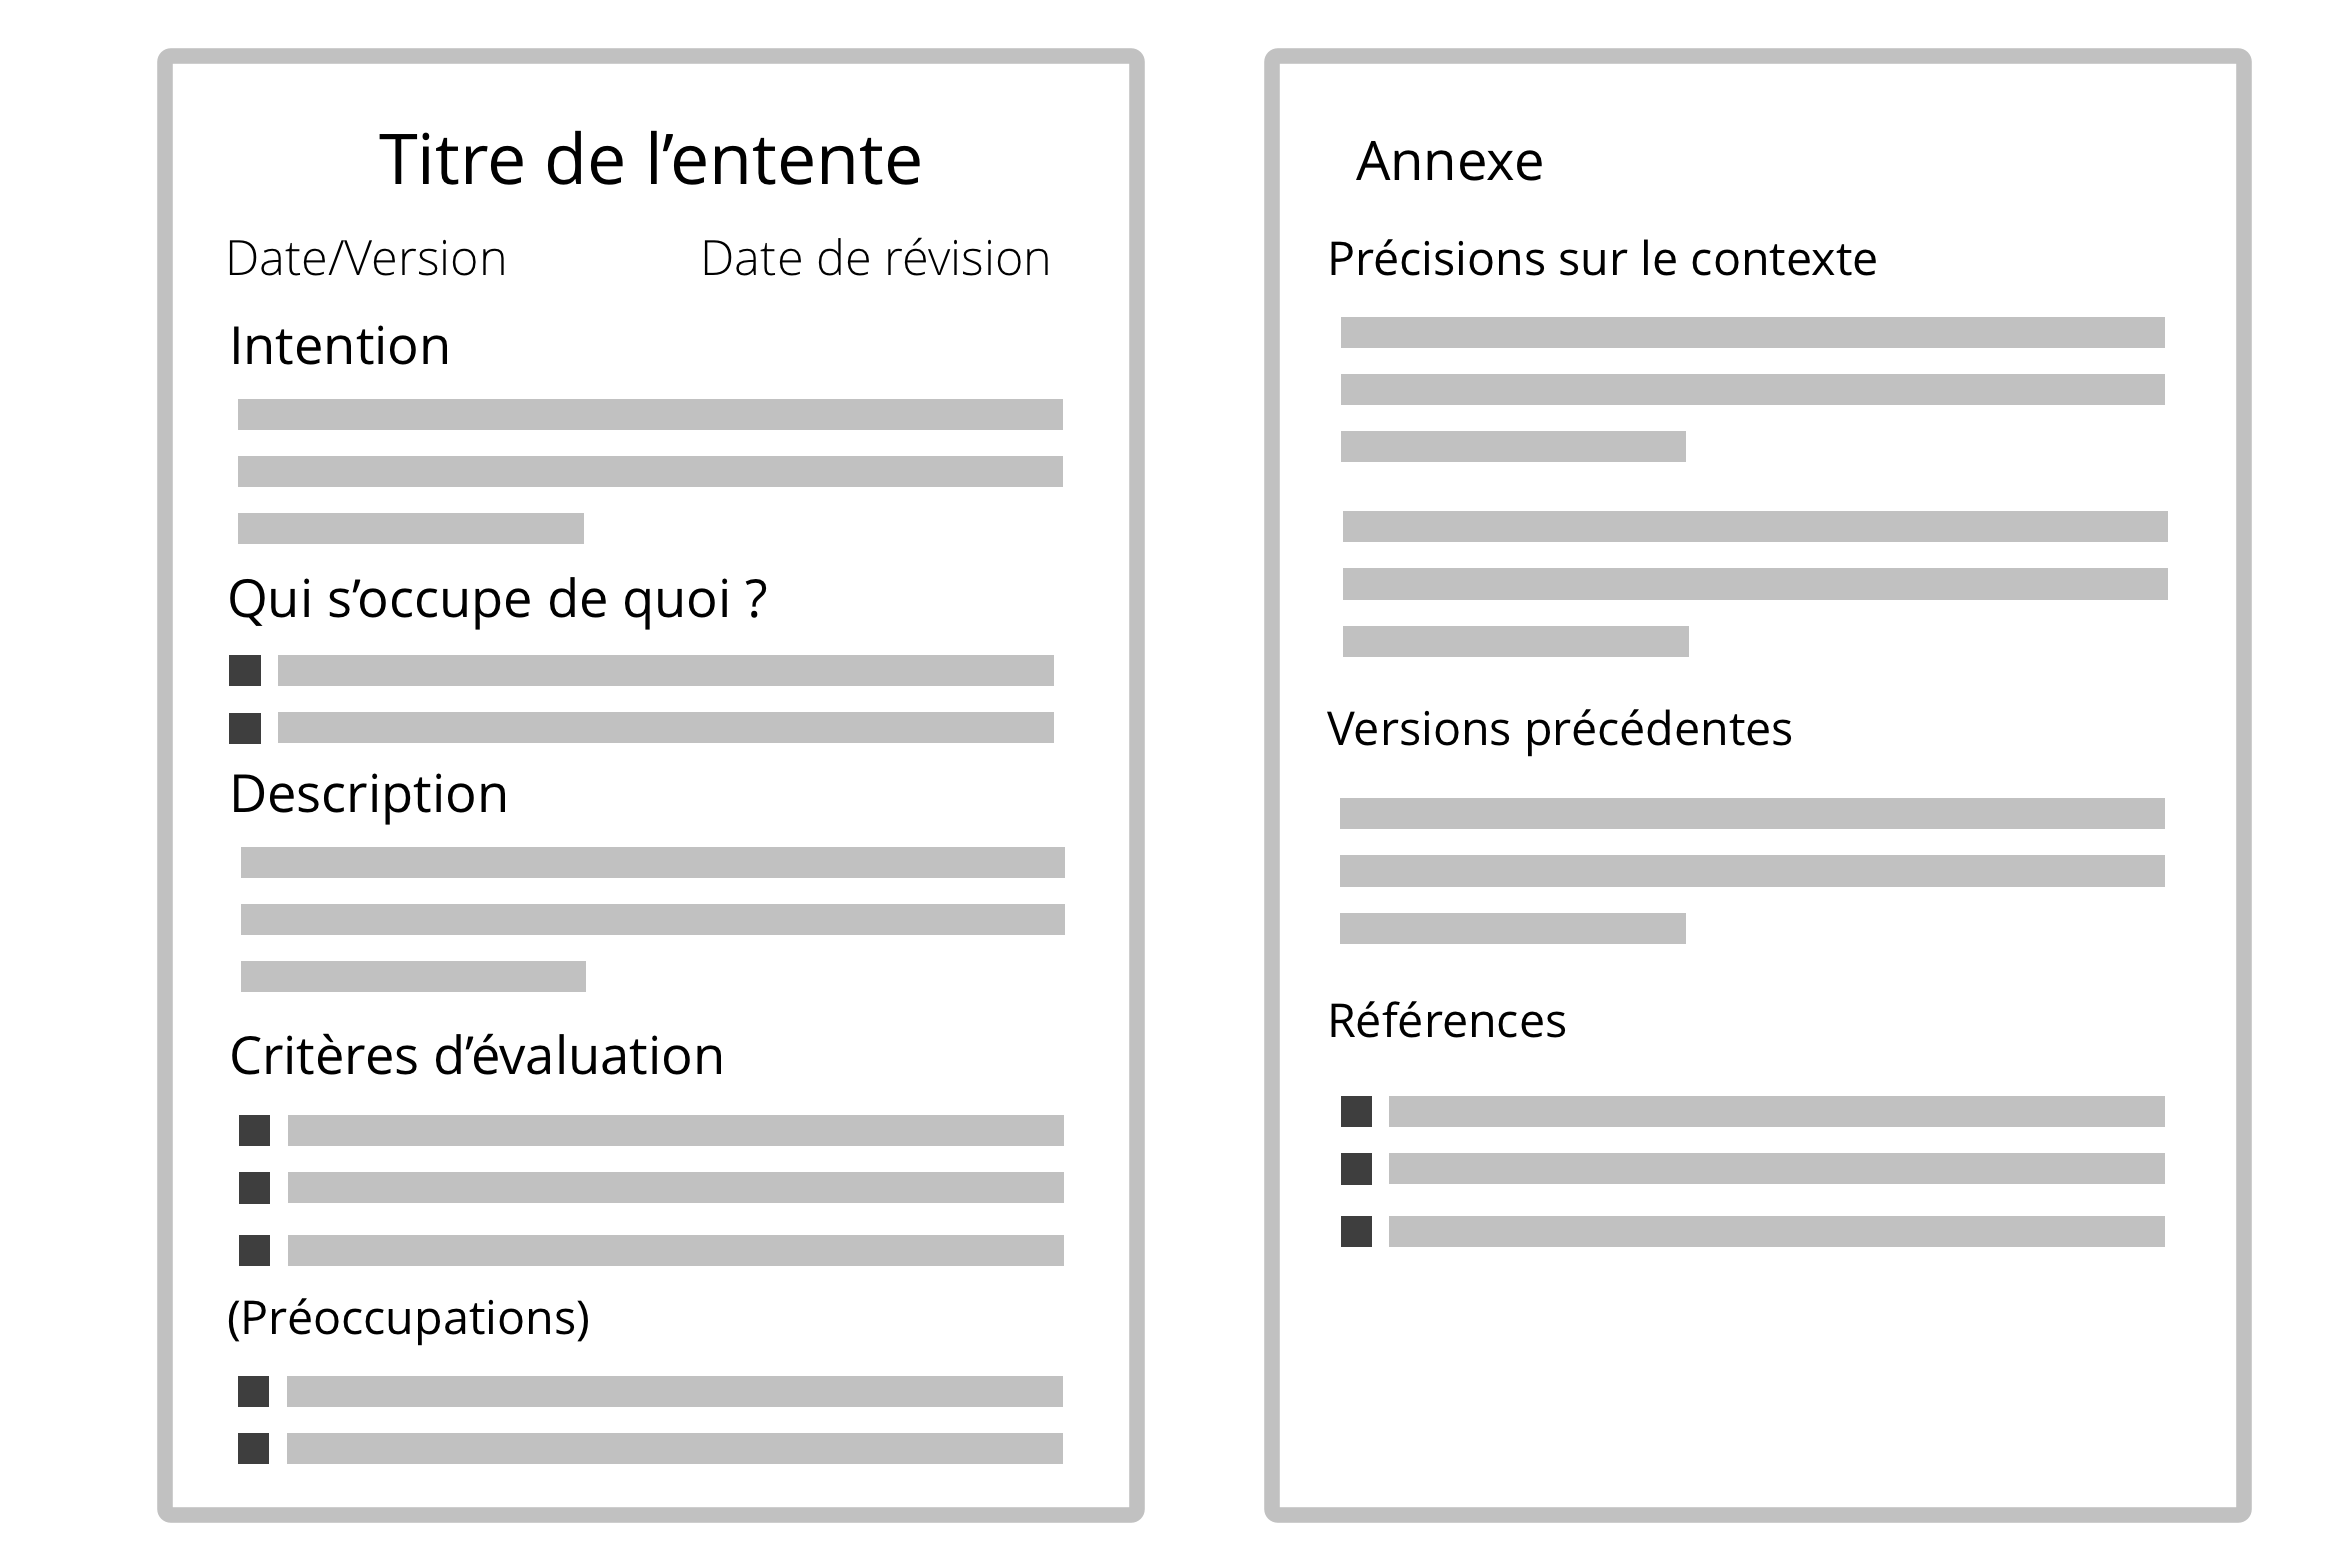 Titre de l’entente
Date/Version
Date de révision
Intention
Qui s’occupe de quoi ?
Description
Critères d’évaluation
(Préoccupations)
Annexe
Précisions sur le contexte
Versions précédentes
Références